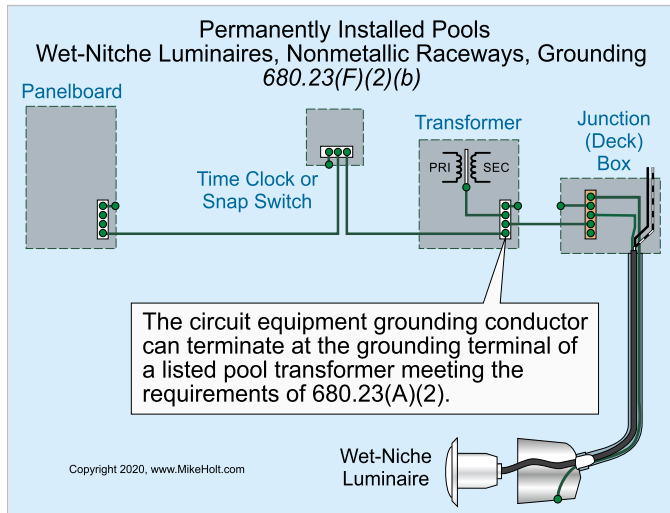 Permanently Installed Pools
Wet-Nitche Luminaires, Nonmetallic Raceways, Grounding
680.23(F)(2)(b)
Panelboard
Transformer
Junction
(Deck)
Box
PRI
SEC
Time Clock or
Snap Switch
The circuit equipment grounding conductor
can terminate at the grounding terminal of
a listed pool transformer meeting the
requirements of 680.23(A)(2).
Wet-Niche
Luminaire
Copyright 2020, www.MikeHolt.com